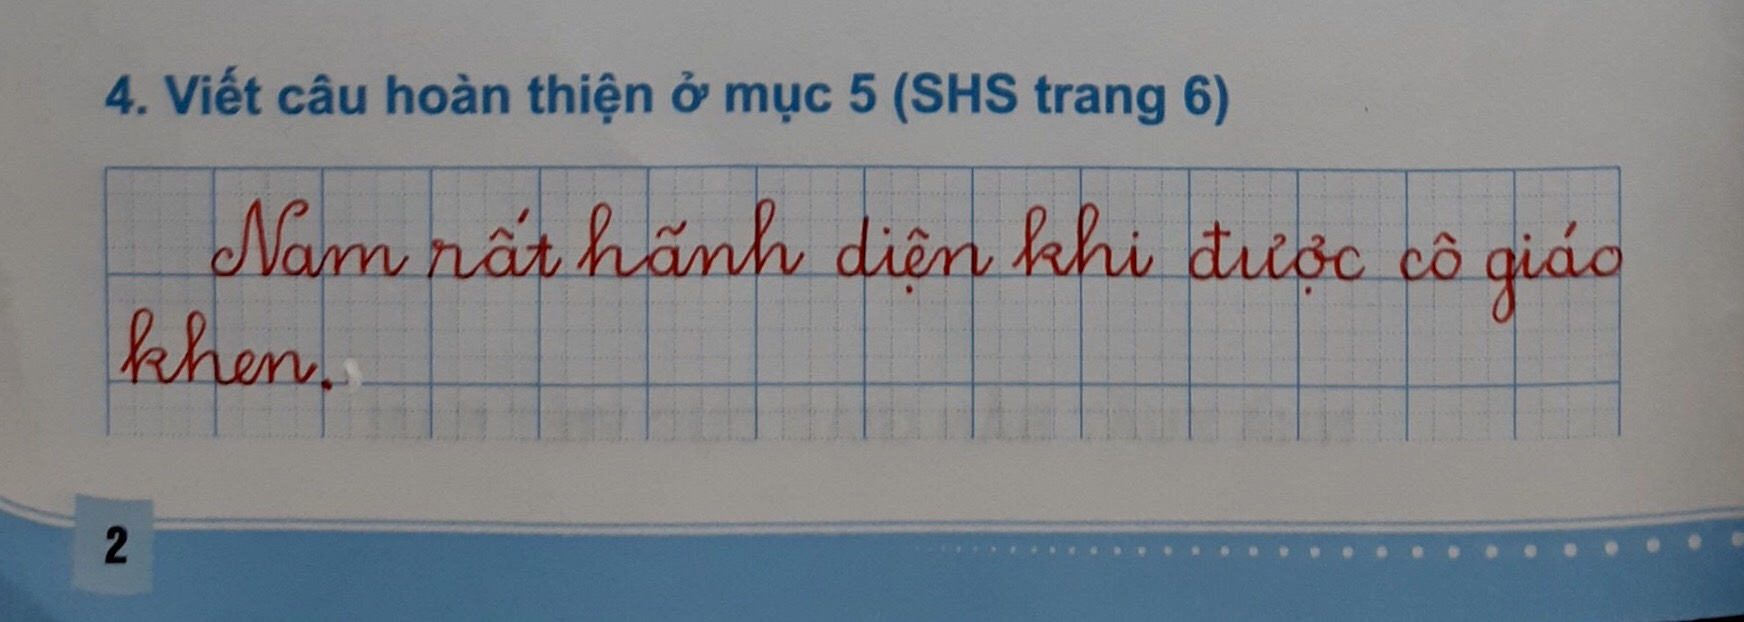 4. Viết câu hoàn thiện ở mục 5 (SHS trang 6)
Nam rất hãnh diện khi được cô giáo
khen.
2